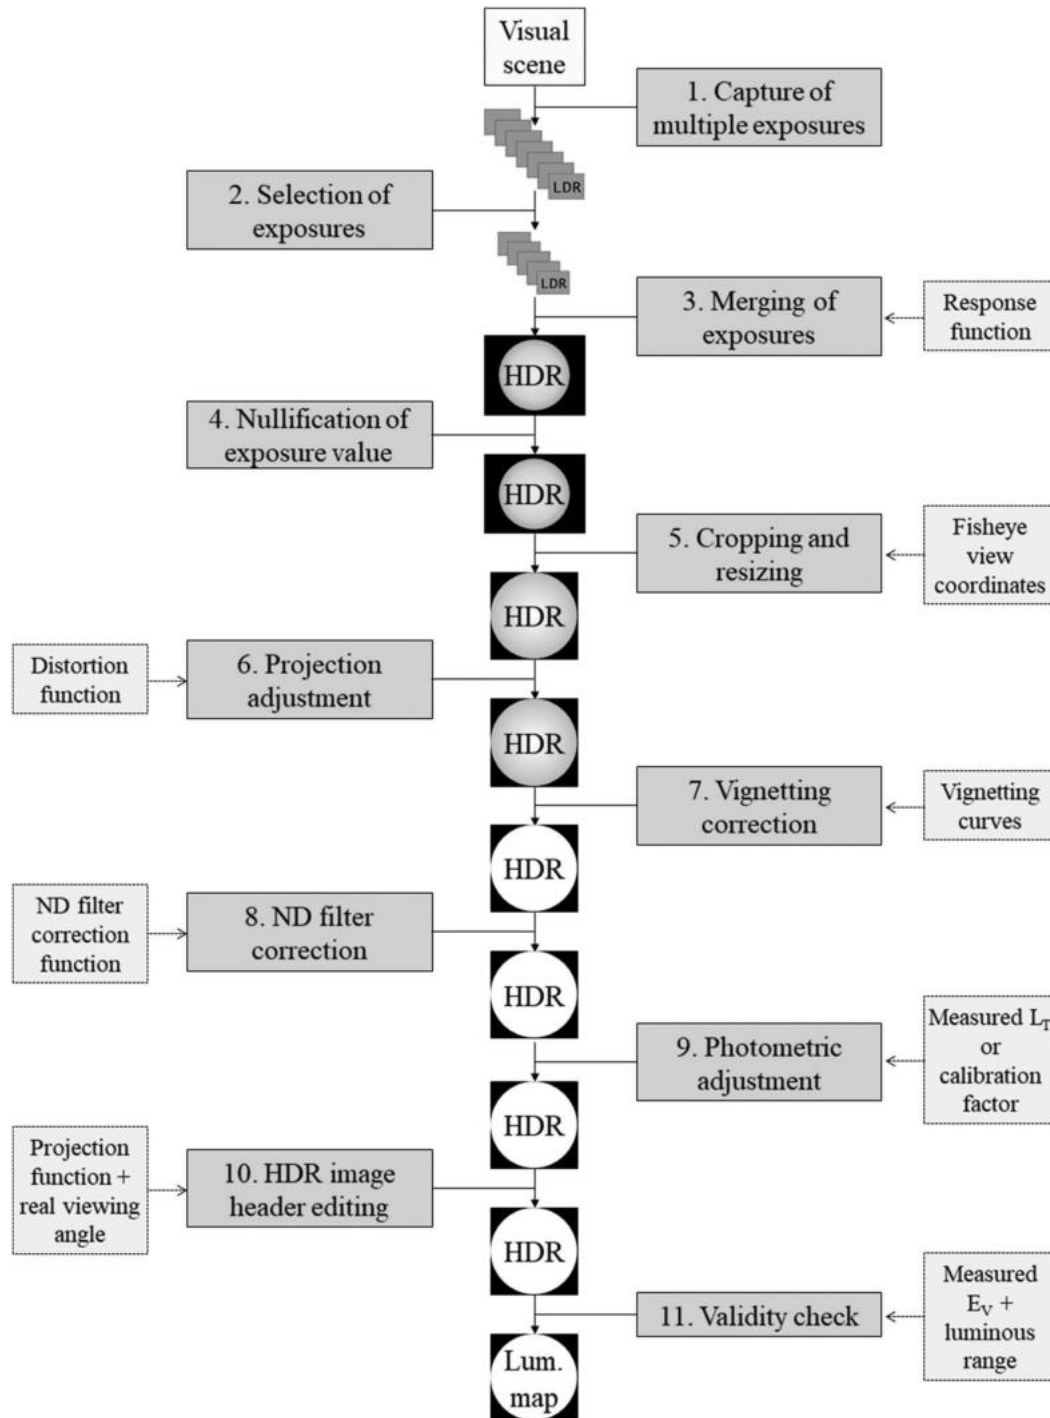 Visual
scene
1. Capture of
multiple exposures
LDR
2. Selection of
exposures
LDR
3. Merging of
exposures
Response
function
HDR
4. Nullification of
exposure value
HDR
5. Cropping and
resizing
Fisheye
view
coordinates
HDR
Distortion
function
6. Projection
adjustment
HDR
7. Vignetting
correction
Vignetting
curves
HDR
ND filter
correction
function
8. ND filter
correction
HDR
9. Photometric
adjustment
Measured L_T
or
calibration
factor
HDR
Projection
function +
real viewing
angle
10. HDR image
header editing
HDR
11. Validity check
Measured
E_V +
luminous
range
Lum.
map